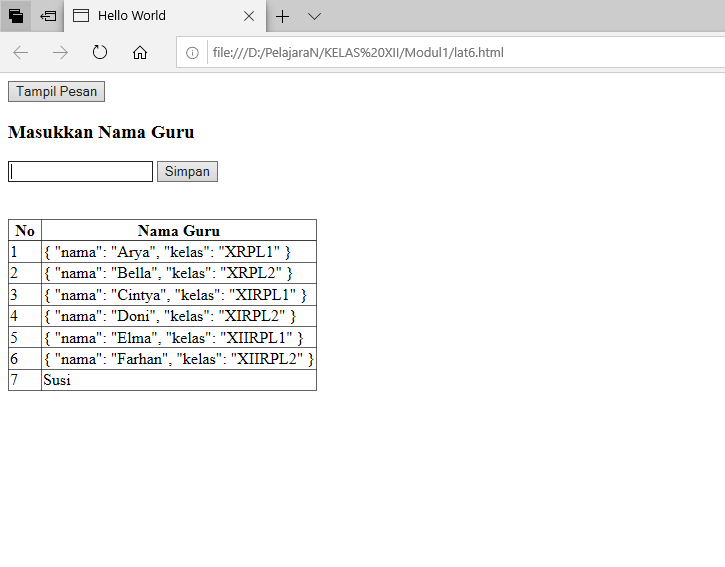 Hello World
file:///D:/PelajaraN/KELAS%20XII/Modul1/lat6.html
Tampil Pesan
Masukkan Nama Guru
Simpan
No Nama Guru
1 { "nama": "Arya", "kelas": "XRPL1" }
2 { "nama": "Bella", "kelas": "XRPL2" }
3 { "nama": "Cintya", "kelas": "XIRPL1" }
4 { "nama": "Doni", "kelas": "XIRPL2" }
5 { "nama": "Elma", "kelas": "XIIRPL1" }
6 { "nama": "Farhan", "kelas": "XIIRPL2" }
7 Susi